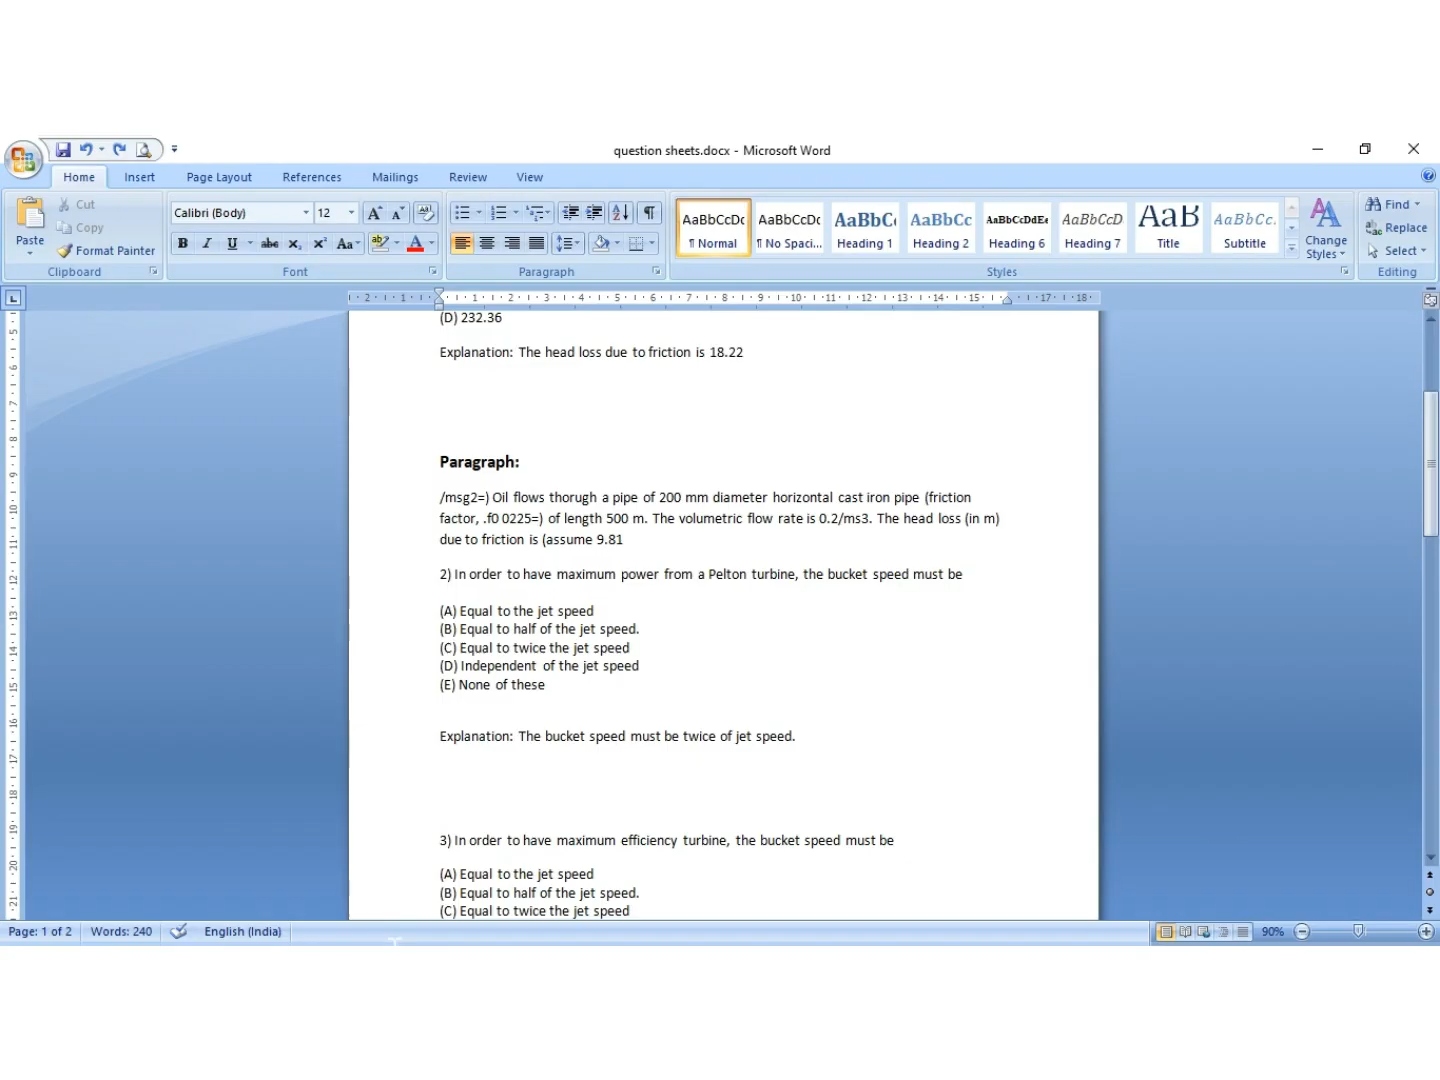 question sheets.docx - Microsoft Word
Home Insert Page Layout References Mailings Review View
Paste
Cut
Copy
Format Painter
Clipboard
Calibri (Body) 12
Font
Paragraph
AaBbCcDc AaBbCcDc AaBbC AaBbCc AaBbCcDdEe AaBbCcD AaB AaBbCc.
¶ Normal ¶ No Spaci... Heading 1 Heading 2 Heading 6 Heading 7 Title Subtitle
Change Styles
Styles
Find
Replace
Select
Editing
(D) 232.36
Explanation: The head loss due to friction is 18.22
Paragraph:
/msg2=) Oil flows thorugh a pipe of 200 mm diameter horizontal cast iron pipe (friction
factor, .f0 0225=) of length 500 m. The volumetric flow rate is 0.2/ms3. The head loss (in m)
due to friction is (assume 9.81
2) In order to have maximum power from a Pelton turbine, the bucket speed must be
(A) Equal to the jet speed
(B) Equal to half of the jet speed.
(C) Equal to twice the jet speed
(D) Independent of the jet speed
(E) None of these
Explanation: The bucket speed must be twice of jet speed.
3) In order to have maximum efficiency turbine, the bucket speed must be
(A) Equal to the jet speed
(B) Equal to half of the jet speed.
(C) Equal to twice the jet speed
Page: 1 of 2 Words: 240 English (India) 90%